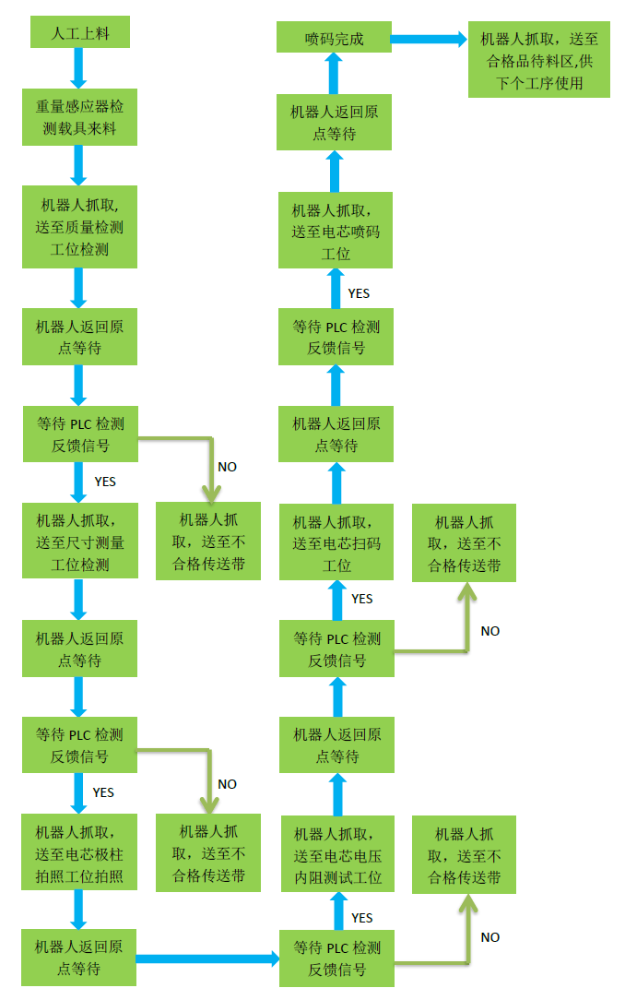 人工上料
重量感应器检
测载具来料
机器人抓取,
送至质量检测
工位检测
机器人返回原
点等待
等待 PLC 检测
反馈信号
NO
YES
机器人抓取，
送至尺寸测量
工位检测
机器人抓
取，送至不
合格传送带
机器人返回原
点等待
等待 PLC 检测
反馈信号
NO
YES
机器人抓取，
送至电芯极柱
拍照工位拍照
机器人抓
取，送至不
合格传送带
机器人返回原
点等待
等待 PLC 检测
反馈信号
NO
YES
机器人抓取，
送至电芯电压
内阻测试工位
机器人抓
取，送至不
合格传送带
机器人返回原
点等待
等待 PLC 检测
反馈信号
NO
YES
机器人抓取，
送至电芯扫码
工位
机器人抓
取，送至不
合格传送带
机器人返回原
点等待
等待 PLC 检测
反馈信号
YES
机器人抓取，
送至电芯喷码
工位
机器人返回原
点等待
喷码完成
机器人抓取，送至
合格品待料区,供
下个工序使用